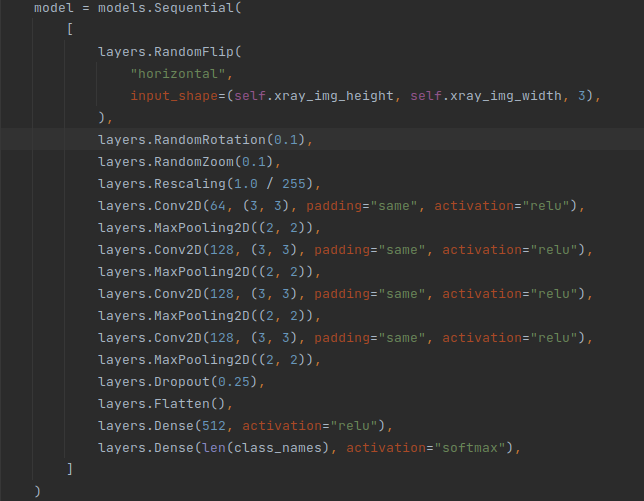 model = models.Sequential(
    [
        layers.RandomFlip(
            "horizontal",
            input_shape=(self.xray_img_height, self.xray_img_width, 3),
        ),
        layers.RandomRotation(0.1),
        layers.RandomZoom(0.1),
        layers.Rescaling(1.0 / 255),
        layers.Conv2D(64, (3, 3), padding="same", activation="relu"),
        layers.MaxPooling2D((2, 2)),
        layers.Conv2D(128, (3, 3), padding="same", activation="relu"),
        layers.MaxPooling2D((2, 2)),
        layers.Conv2D(128, (3, 3), padding="same", activation="relu"),
        layers.MaxPooling2D((2, 2)),
        layers.Conv2D(128, (3, 3), padding="same", activation="relu"),
        layers.MaxPooling2D((2, 2)),
        layers.Dropout(0.25),
        layers.Flatten(),
        layers.Dense(512, activation="relu"),
        layers.Dense(len(class_names), activation="softmax"),
    ]
)